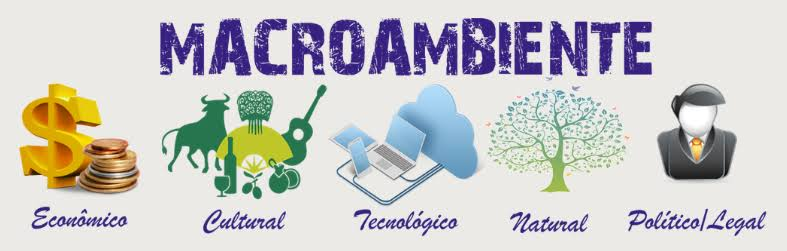 MACROAMBIENTE
Econômico
Cultural
Tecnológico
Natural
Político/Legal